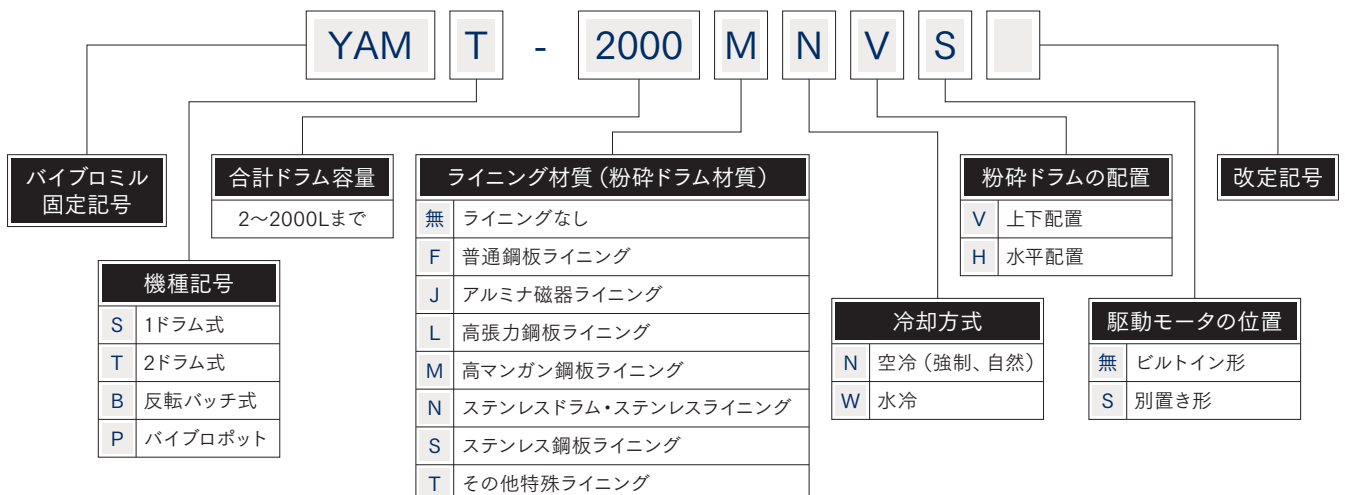 YAM T - 2000 M N V S
バイブロミル
固定記号
合計ドラム容量
2〜2000Lまで
機種記号
S 1ドラム式
T 2ドラム式
B 反転バッチ式
P バイブロポット
ライニング材質（粉砕ドラム材質）
無 ライニングなし
F 普通鋼板ライニング
J アルミナ磁器ライニング
L 高張力鋼板ライニング
M 高マンガン鋼板ライニング
N ステンレスドラム・ステンレスライニング
S ステンレス鋼板ライニング
T その他特殊ライニング
冷却方式
N 空冷（強制、自然）
W 水冷
粉砕ドラムの配置
V 上下配置
H 水平配置
駆動モータの位置
無 ビルトイン形
S 別置き形
改定記号